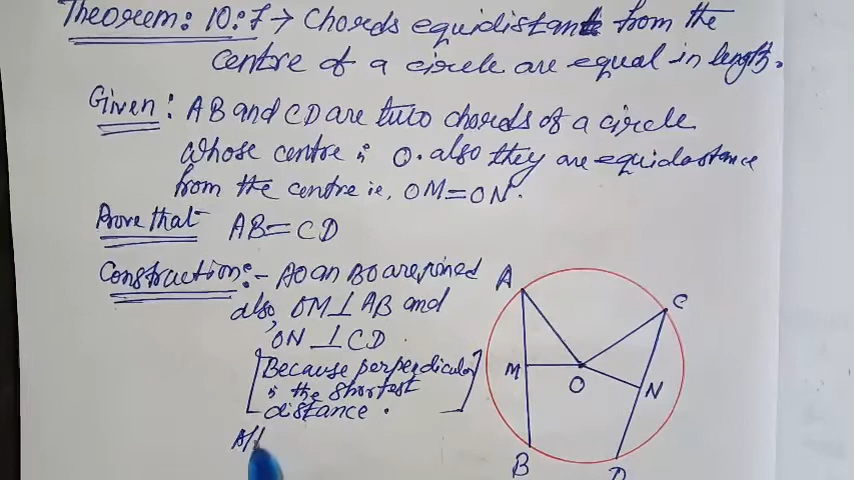 Theorem: 10:7 → Chords equidistant from the
centre of a circle are equal in length.
Given: AB and CD are two chords of a circle
whose centre is O. also they are equidastance
from the centre ie, OM=ON.
Prove that AB=CD
Constraction:- AO an BO are joined
also, OM⊥AB and
ON ⊥ CD.
[Because perpendicular
is the shortest
distance. ]
A
C
M
O
N
B
D